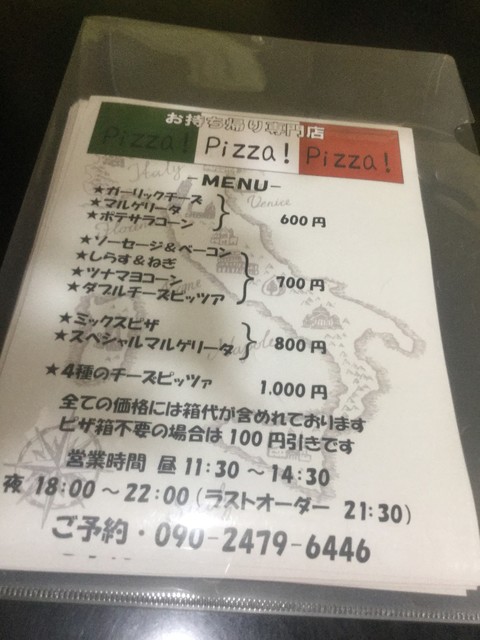 お持ち帰り専門店
Pizza! Pizza! Pizza!
-MENU-
★ガーリックチーズ
★マルゲリータ
★ポテサラコーン
600円
★ソーセージ&ベーコン
★しらす&ねぎ
★ツナマヨコーン
★ダブルチーズピッツァ
700円
★ミックスピザ
★スペシャルマルゲリータ
800円
★4種のチーズピッツァ 1.000円
全ての価格には箱代が含めれております
ピザ箱不要の場合は100円引きです
営業時間 昼 11:30 〜 14:30
夜 18:00 〜 22:00 (ラストオーダー 21:30)
ご予約・090-2479-6446
Italy
Venice